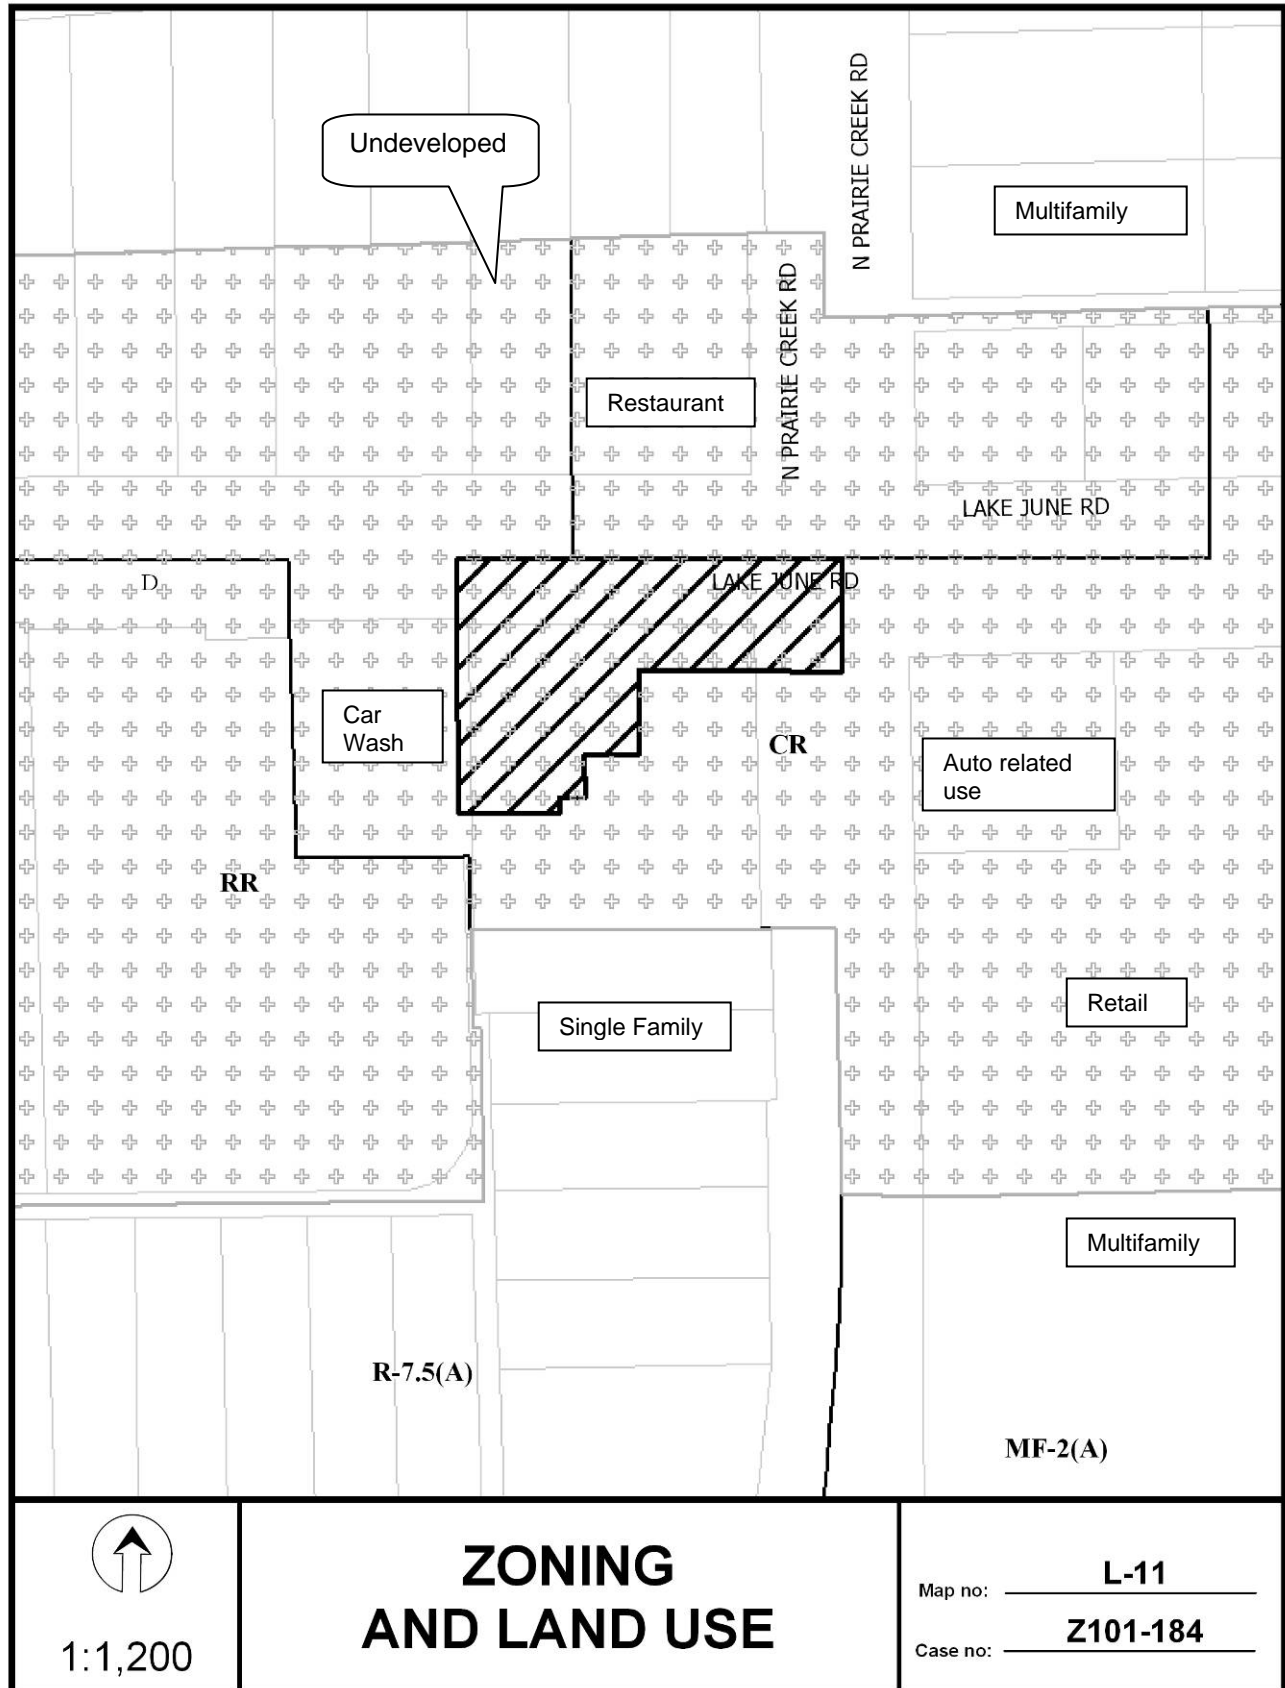 N PRAIRIE CREEK RD
Undeveloped
Multifamily
N PRAIRIE CREEK RD
Restaurant
LAKE JUNE RD
D
LAKE JUNE RD
Car
Wash
CR
Auto related
use
RR
Retail
Single Family
Multifamily
R-7.5(A)
MF-2(A)
1:1,200
ZONING
AND LAND USE
Map no: L-11
Case no: Z101-184